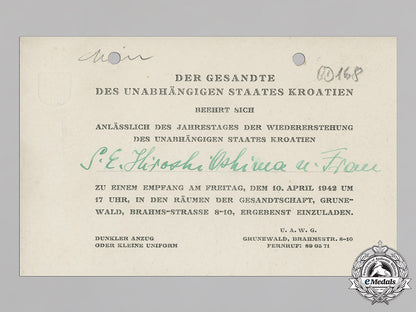 168
DER GESANDTE
DES UNABHÄNGIGEN STAATES KROATIEN
BEEHRT SICH
ANLÄSSLICH DES JAHRESTAGES DER WIEDERERSTEHUNG
DES UNABHÄNGIGEN STAATES KROATIEN
S.E. Hiroshi Oshima u. Frau
ZU EINEM EMPFANG AM FREITAG, DEM 10. APRIL 1942 UM
17 UHR, IN DEN RÄUMEN DER GESANDTSCHAFT, GRUNE-
WALD, BRAHMS-STRASSE 8-10, ERGEBENST EINZULADEN.
DUNKLER ANZUG
ODER KLEINE UNIFORM
U. A. W. G.
GRUNEWALD, BRAHMSSTR. 8-10
FERNRUF: 89 05 71
eMedals